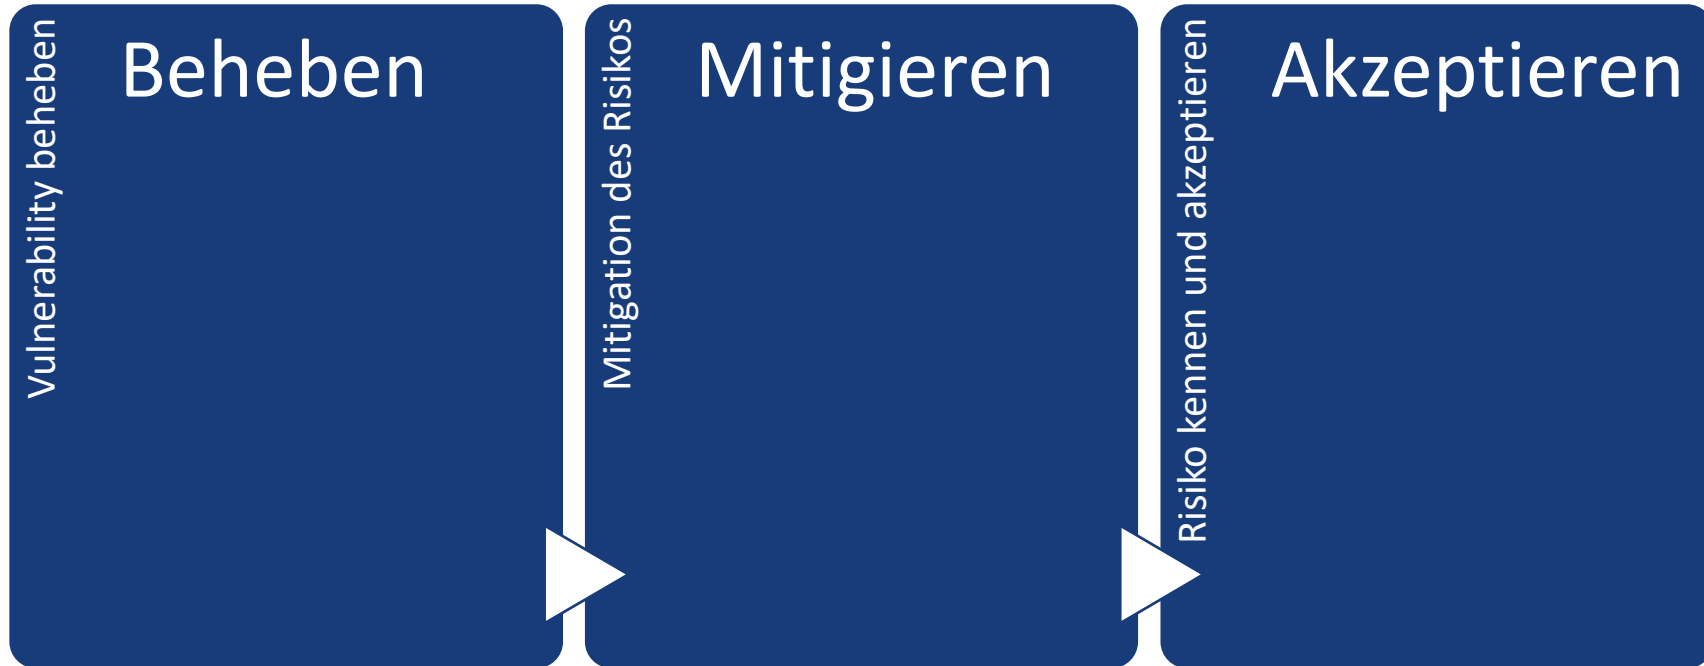 Vulnerability beheben
Beheben
Mitigation des Risikos
Mitigieren
Risiko kennen und akzeptieren
Akzeptieren